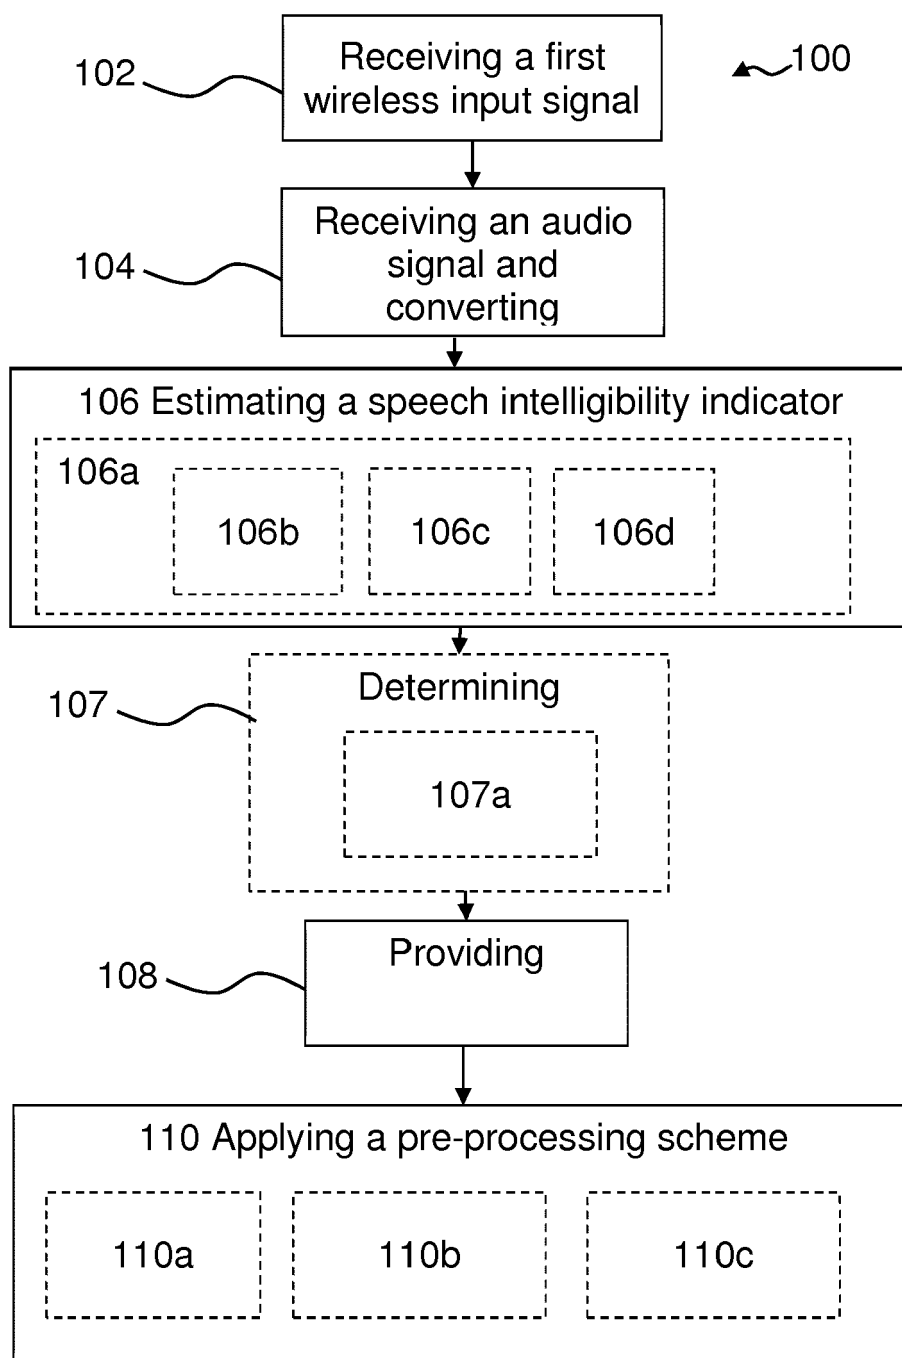 Receiving a first
wireless input signal
102
100
Receiving an audio
signal and
converting
104
106 Estimating a speech intelligibility indicator
106a
106b
106c
106d
Determining
107
107a
Providing
108
110 Applying a pre-processing scheme
110a
110b
110c